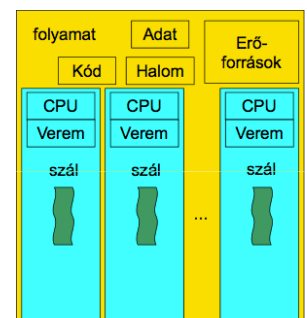 folyamat
Adat
Erő-
források
Kód
Halom
CPU
Verem
szál
CPU
Verem
szál
...
CPU
Verem
szál